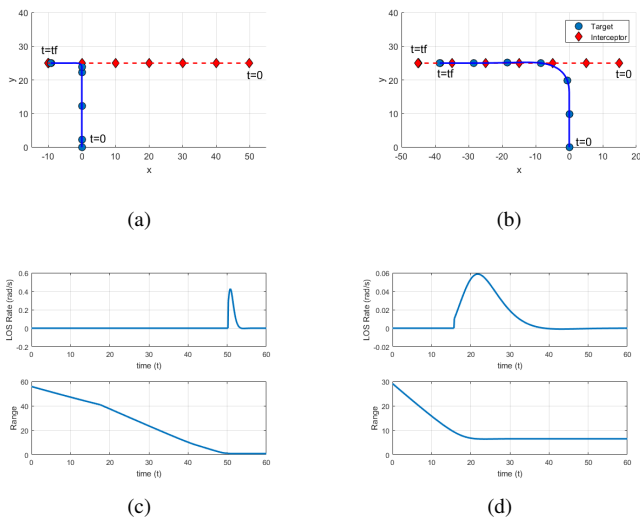 40
30
20
10
0
y
t=tf
t=0
t=0
-10 0 10 20 30 40 50
x
(a)
40
30
20
10
0
y
t=tf
t=tf
t=0
t=0
Target
Interceptor
-50 -40 -30 -20 -10 0 10 20
x
(b)
0.6
0.4
0.2
0
-0.2
LOS Rate (rad/s)
0 10 20 30 40 50 60
time (t)
60
40
20
0
Range
0 10 20 30 40 50 60
time (t)
(c)
0.06
0.04
0.02
0
-0.02
LOS Rate (rad/s)
0 10 20 30 40 50 60
time (t)
30
20
10
0
Range
0 10 20 30 40 50 60
time (t)
(d)